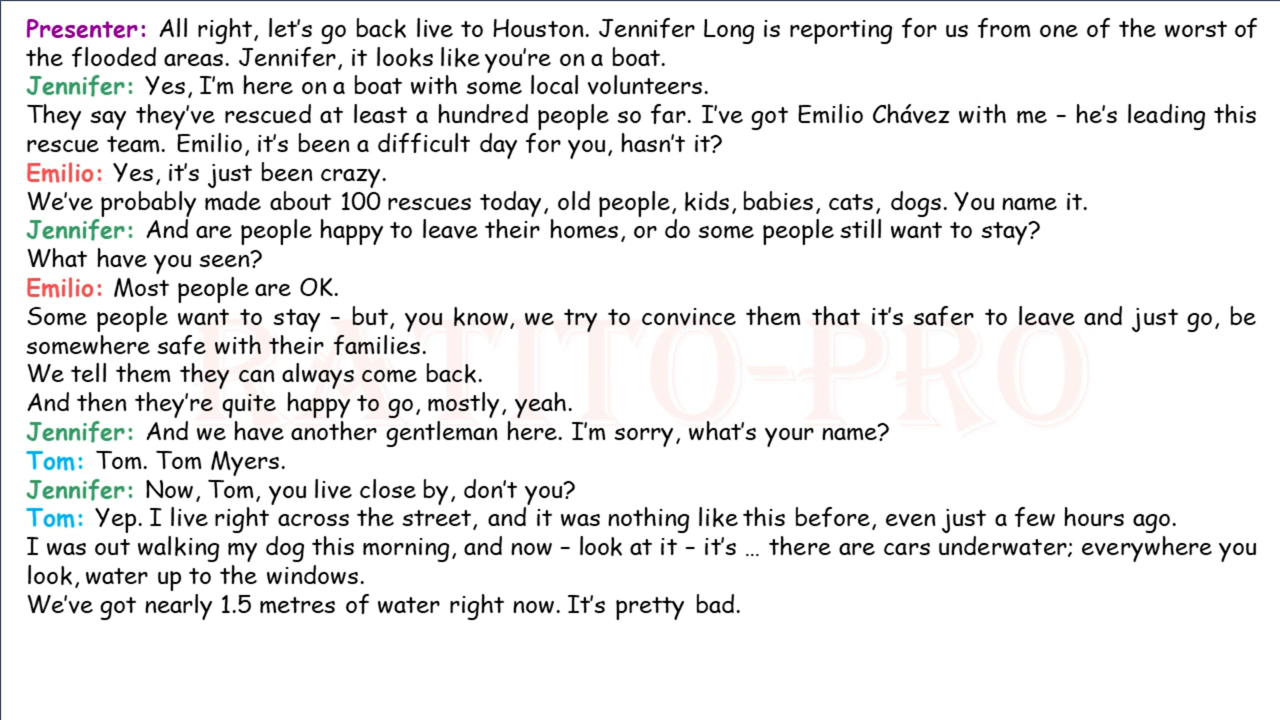 Presenter: All right, let's go back live to Houston. Jennifer Long is reporting for us from one of the worst of
the flooded areas. Jennifer, it looks like you're on a boat.
Jennifer: Yes, I'm here on a boat with some local volunteers.
They say they've rescued at least a hundred people so far. I've got Emilio Chávez with me – he's leading this
rescue team. Emilio, it's been a difficult day for you, hasn't it?
Emilio: Yes, it's just been crazy.
We've probably made about 100 rescues today, old people, kids, babies, cats, dogs. You name it.
Jennifer: And are people happy to leave their homes, or do some people still want to stay?
What have you seen?
Emilio: Most people are OK.
Some people want to stay – but, you know, we try to convince them that it's safer to leave and just go, be
somewhere safe with their families.
We tell them they can always come back.
And then they're quite happy to go, mostly, yeah.
Jennifer: And we have another gentleman here. I'm sorry, what's your name?
Tom: Tom. Tom Myers.
Jennifer: Now, Tom, you live close by, don't you?
Tom: Yep. I live right across the street, and it was nothing like this before, even just a few hours ago.
I was out walking my dog this morning, and now – look at it – it's … there are cars underwater; everywhere you
look, water up to the windows.
We've got nearly 1.5 metres of water right now. It's pretty bad.
RATITO-PRO